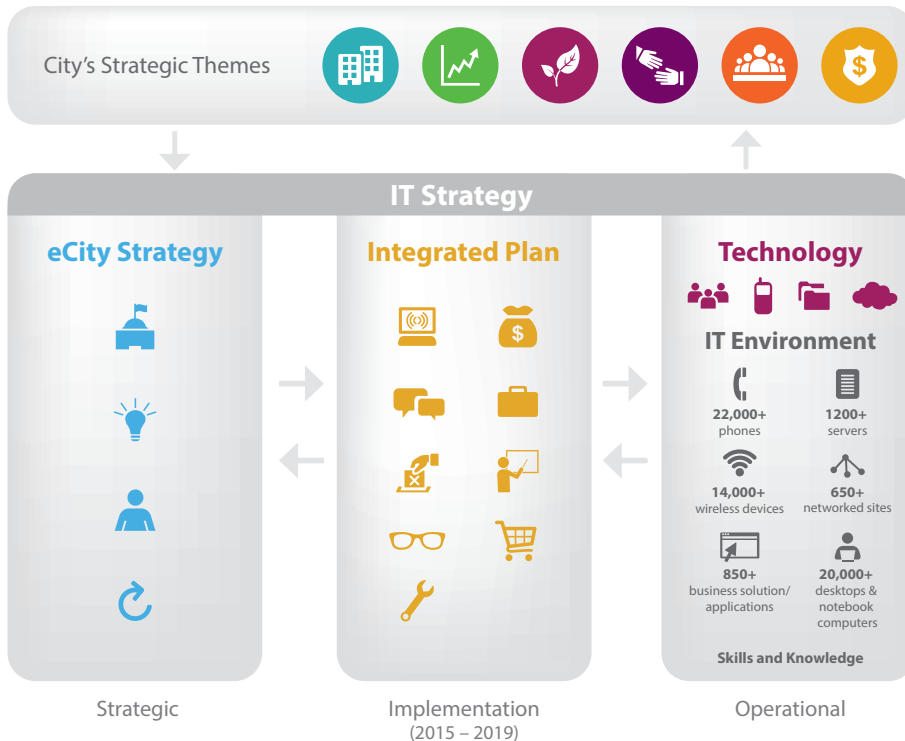 City's Strategic Themes
$
IT Strategy
eCity Strategy
Integrated Plan
$
Technology
IT Environment
22,000+
phones
1200+
servers
14,000+
wireless devices
650+
networked sites
850+
business solution/
applications
20,000+
desktops &
notebook
computers
Skills and Knowledge
Strategic
Implementation
(2015 – 2019)
Operational